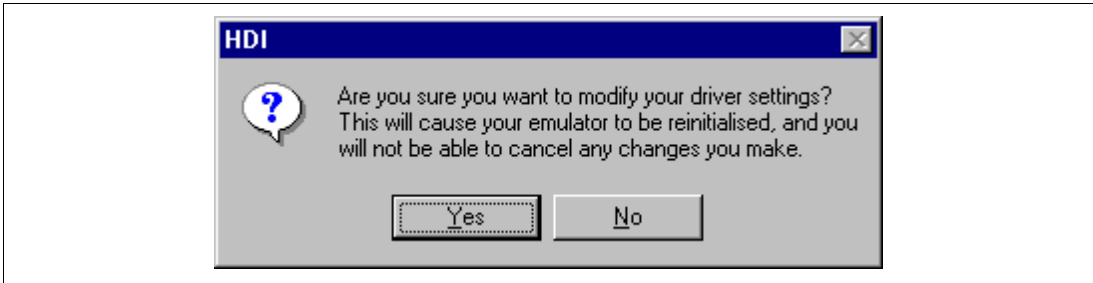 HDI
Are you sure you want to modify your driver settings?
This will cause your emulator to be reinitialised, and you
will not be able to cancel any changes you make.
Yes No